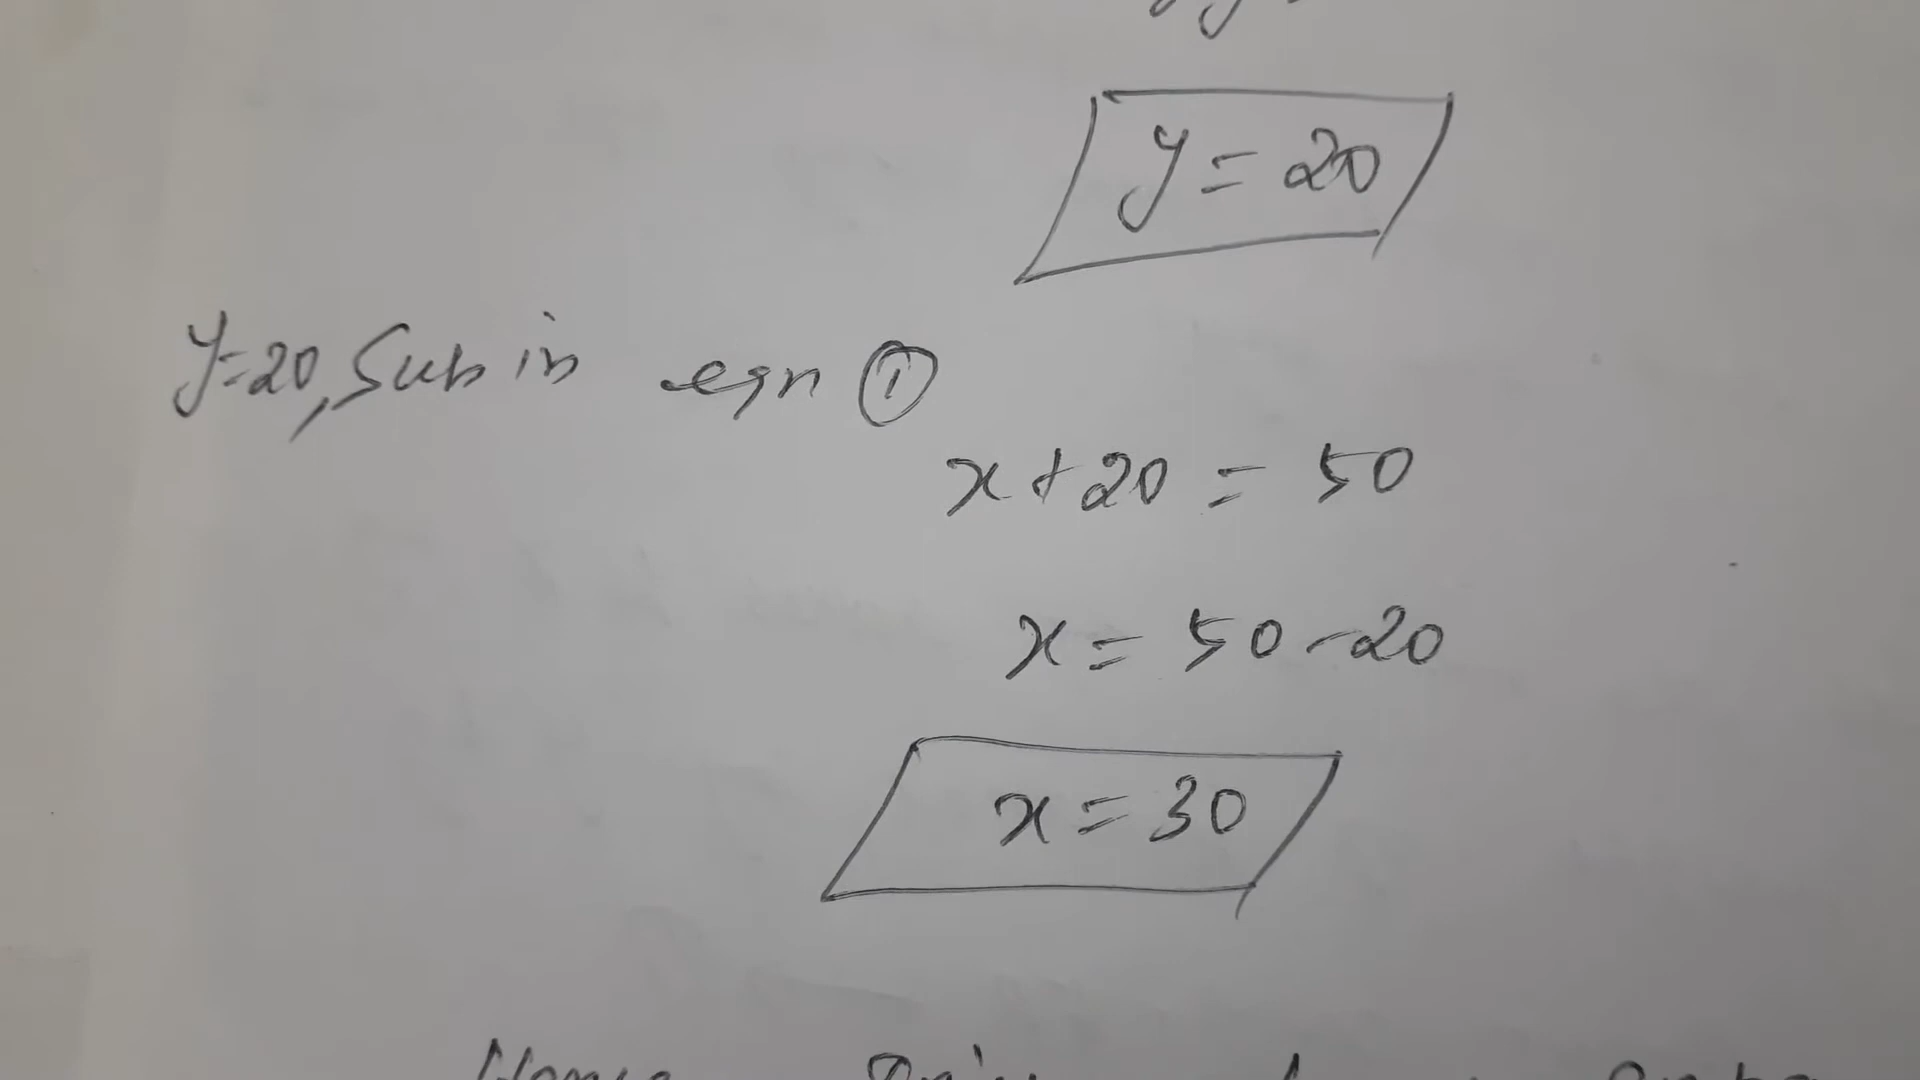 y = 20
y=20, Sub in eqn ①
x + 20 = 50
x = 50 - 20
x = 30